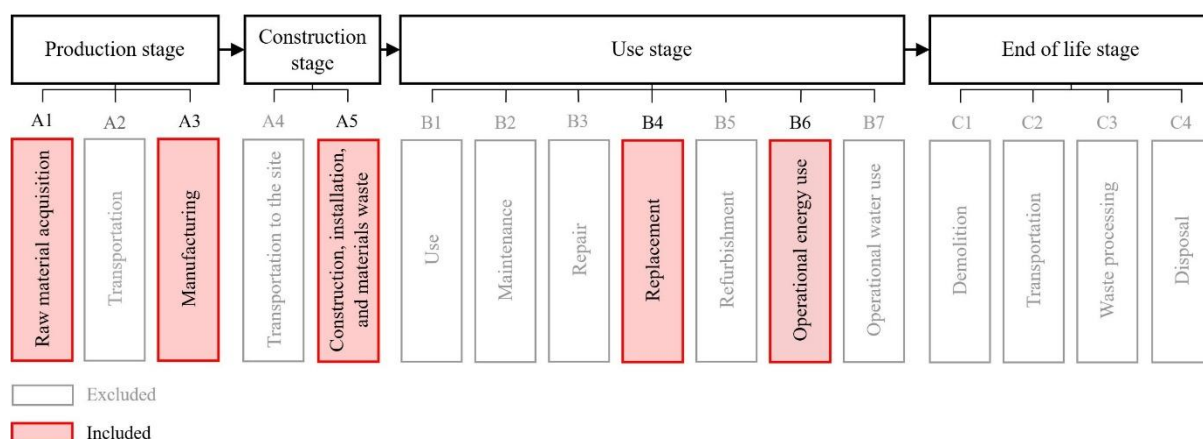 Production stage
Construction
stage
Use stage
End of life stage
A1
A2
A3
A4
A5
B1
B2
B3
B4
B5
B6
B7
C1
C2
C3
C4
Raw material acquisition
Transportation
Manufacturing
Transportation to the site
Construction, installation,
and materials waste
Use
Maintenance
Repair
Replacement
Refurbishment
Operational energy use
Operational water use
Demolition
Transportation
Waste processing
Disposal
Excluded
Included